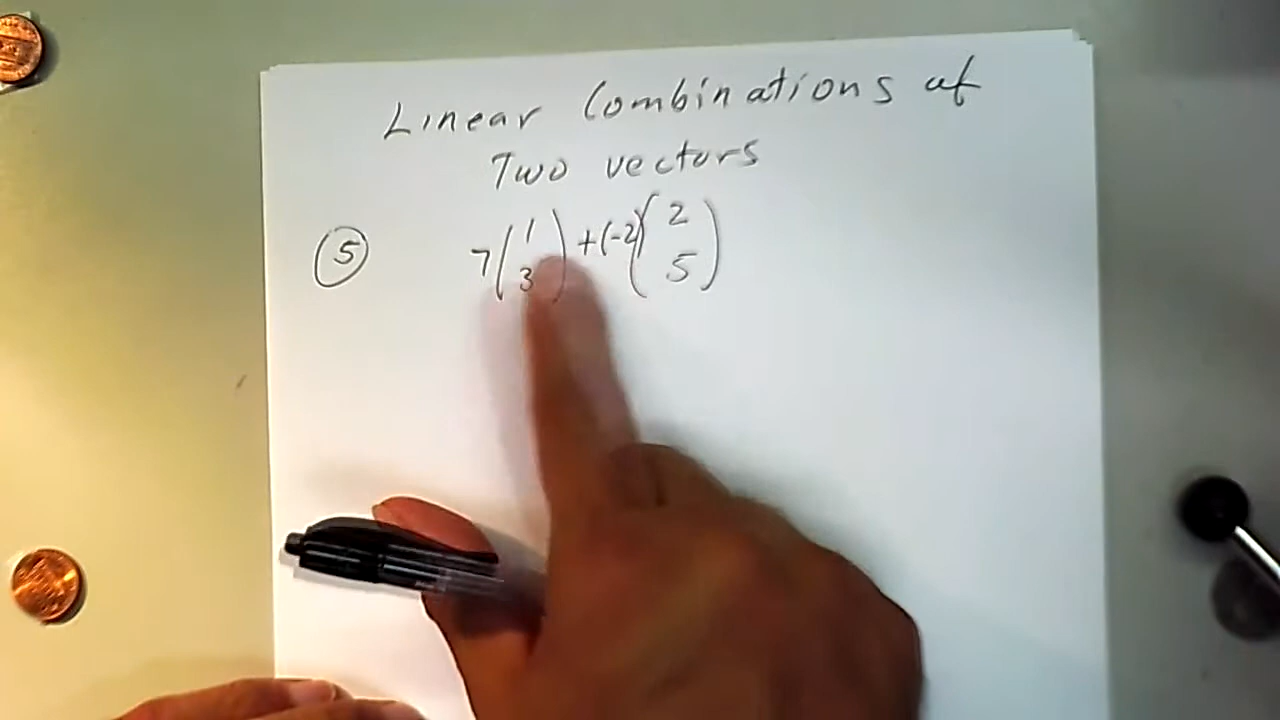 Linear Combinations of
Two vectors
⑤ 7(1 3) + (-2)(2 5)